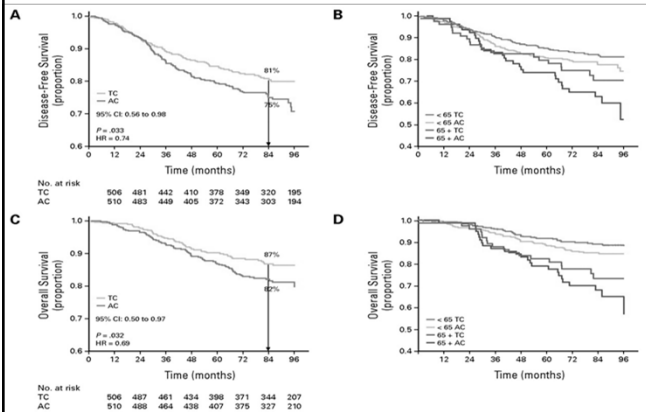 A
Disease-Free Survival
(proportion)
1.0
0.9
0.8
0.7
0.6
81%
75%
TC
AC
95% CI: 0.56 to 0.98
P = .033
HR = 0.74
0 12 24 36 48 60 72 84 96
Time (months)
No. at risk
TC 506 481 442 410 378 349 320 195
AC 510 483 449 405 372 343 303 194
B
Disease-Free Survival
(proportion)
1.0
0.9
0.8
0.7
0.6
0.5
0.4
< 65 TC
< 65 AC
65 + TC
65 + AC
0 12 24 36 48 60 72 84 96
Time (months)
C
Overall Survival
(proportion)
1.0
0.9
0.8
0.7
0.6
87%
82%
TC
AC
95% CI: 0.50 to 0.97
P = .032
HR = 0.69
0 12 24 36 48 60 72 84 96
Time (months)
No. at risk
TC 506 487 461 434 398 371 344 207
AC 510 488 464 438 407 375 327 210
D
Overall Survival
(proportion)
1.0
0.9
0.8
0.7
0.6
0.5
0.4
< 65 TC
< 65 AC
65 + TC
65 + AC
0 12 24 36 48 60 72 84 96
Time (months)